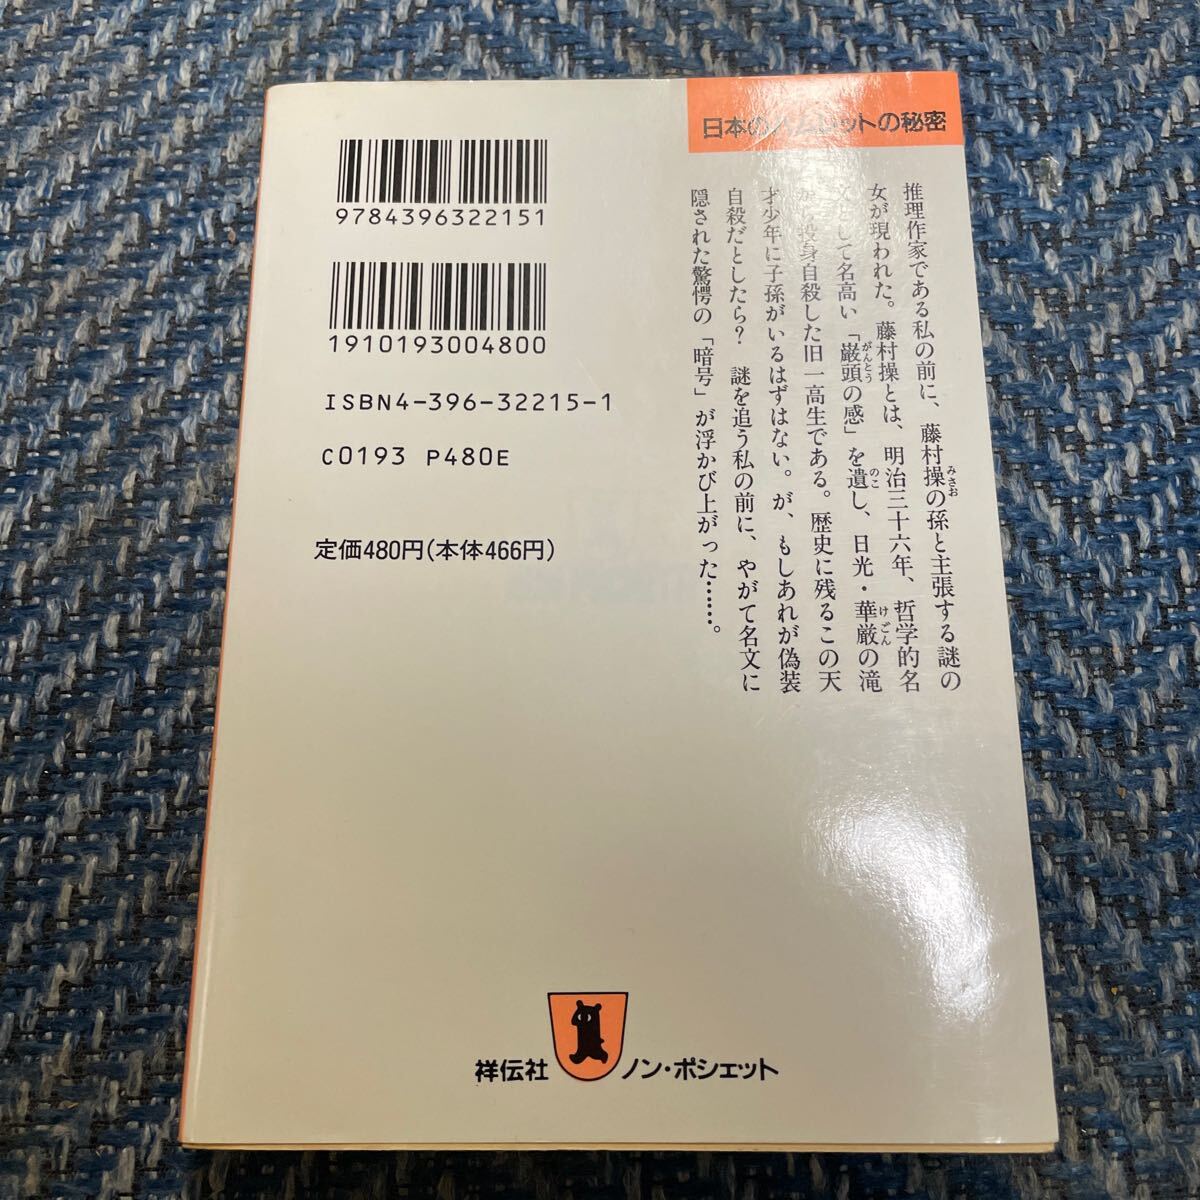 日本のハムレットの秘密
推理作家である私の前に、藤村操の孫と主張する謎の
女が現われた。藤村操とは、明治三十六年、哲学的名
文として名高い「巌頭の感」を遺し、日光・華厳の滝
から投身自殺した旧一高生である。歴史に残るこの天
才少年に子孫がいるはずはない。が、もしあれが偽装
自殺だとしたら？　謎を追う私の前に、やがて名文に
隠された驚愕の「暗号」が浮かび上がった……。
みさお
がんとう
のこ
けごん
9784396322151
1910193004800
ISBN4-396-32215-1
C0193 P480E
定価480円(本体466円)
祥伝社 ノン・ポシェット